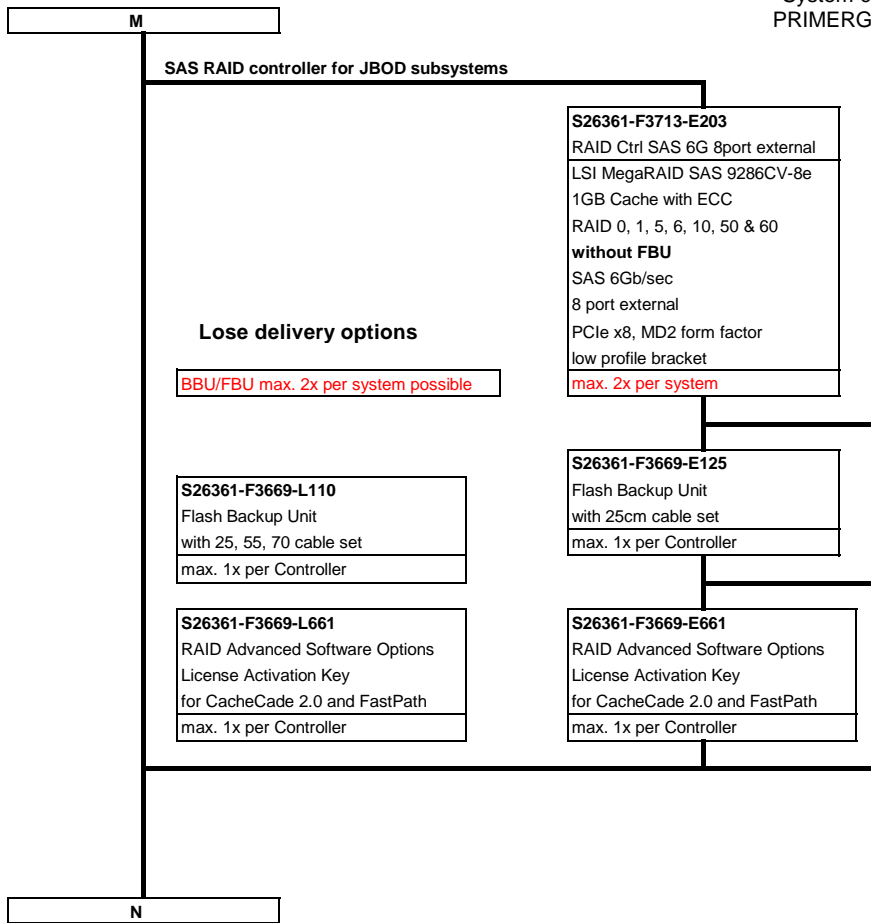 System c
PRIMERG
M
SAS RAID controller for JBOD subsystems
S26361-F3713-E203
RAID Ctrl SAS 6G 8port external
LSI MegaRAID SAS 9286CV-8e
1GB Cache with ECC
RAID 0, 1, 5, 6, 10, 50 & 60
without FBU
SAS 6Gb/sec
8 port external
PCIe x8, MD2 form factor
low profile bracket
max. 2x per system
Lose delivery options
BBU/FBU max. 2x per system possible
S26361-F3669-L110
Flash Backup Unit
with 25, 55, 70 cable set
max. 1x per Controller
S26361-F3669-E125
Flash Backup Unit
with 25cm cable set
max. 1x per Controller
S26361-F3669-L661
RAID Advanced Software Options
License Activation Key
for CacheCade 2.0 and FastPath
max. 1x per Controller
S26361-F3669-E661
RAID Advanced Software Options
License Activation Key
for CacheCade 2.0 and FastPath
max. 1x per Controller
N